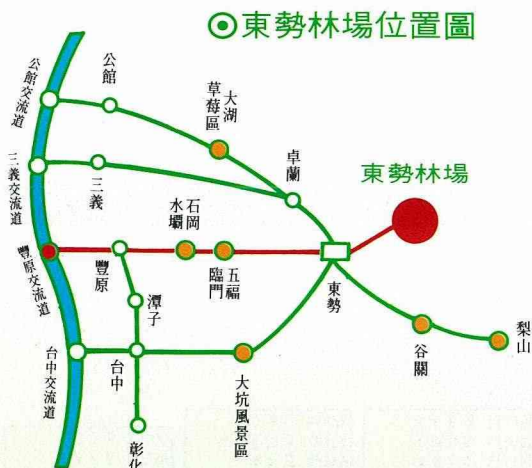 東勢林場位置圖
公館交流道
公館
大湖
草莓區
三義交流道
三義
卓蘭
東勢林場
豐原交流道
豐原
石岡
水壩
五福
臨門
東勢
潭子
台中交流道
台中
大坑風景區
谷關
梨山
彰化